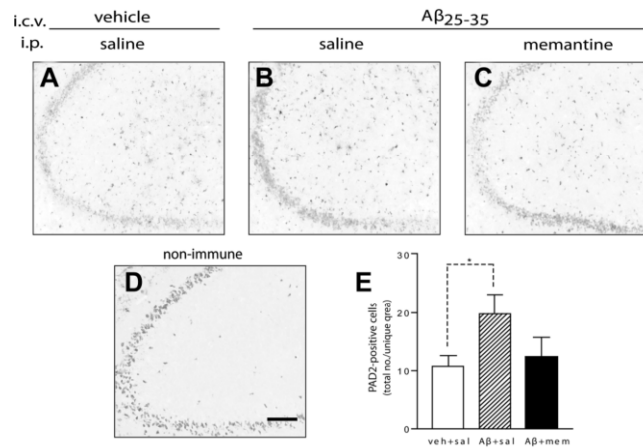 i.c.v. vehicle Aβ25-35
i.p. saline saline memantine
A B C
non-immune
D E
PAD2-positive cells
(total no./unique qrea)
30
20
10
0
*
veh+sal Aβ+sal Aβ+mem